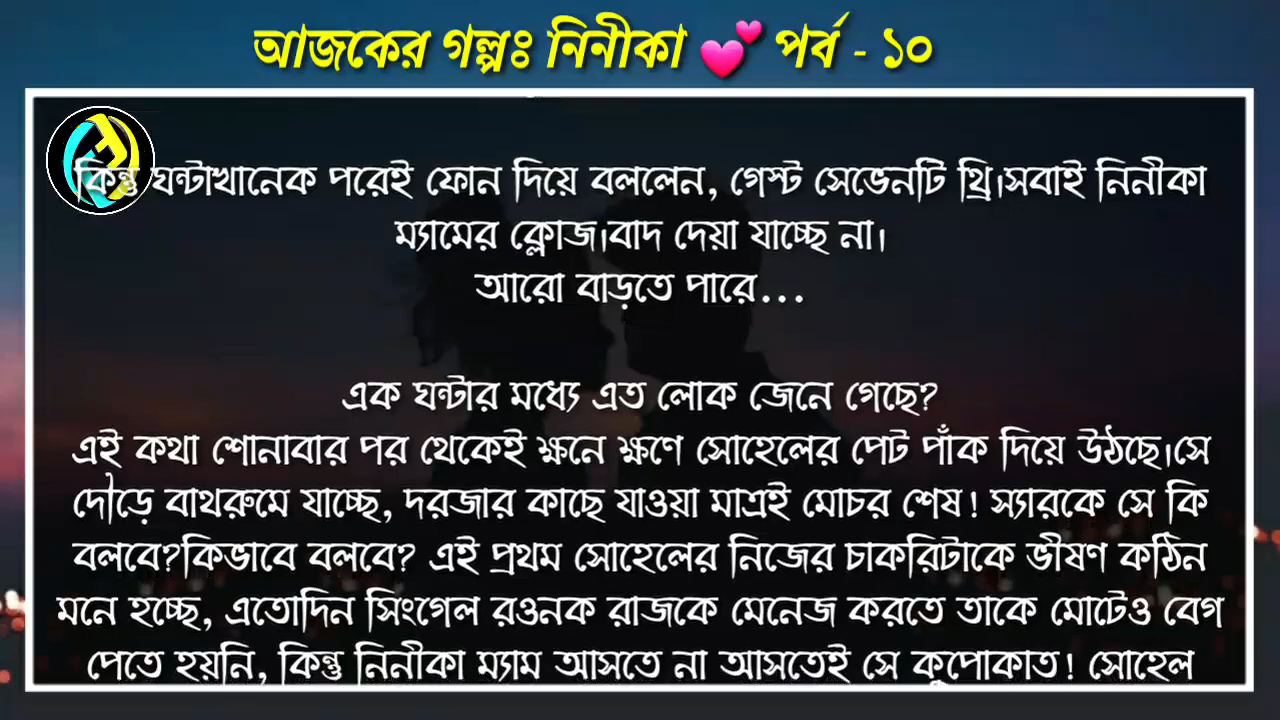 আজকের গল্পঃ নিনীকা 💕 পর্ব - ১০
কিন্তু ঘন্টাখানেক পরেই ফোন দিয়ে বললেন, গেস্ট সেভেনটি থ্রি।সবাই নিনীকা
ম্যামের ক্লোজ।বাদ দেয়া যাচ্ছে না।
আরো বাড়তে পারে...
এক ঘন্টার মধ্যে এত লোক জেনে গেছে?
এই কথা শোনাবার পর থেকেই ক্ষনে ক্ষণে সোহেলের পেট পাঁক দিয়ে উঠছে।সে
দৌড়ে বাথরুমে যাচ্ছে, দরজার কাছে যাওয়া মাত্রই মোচর শেষ! স্যারকে সে কি
বলবে?কিভাবে বলবে? এই প্রথম সোহেলের নিজের চাকরিটাকে ভীষণ কঠিন
মনে হচ্ছে, এতোদিন সিংগেল রওনক রাজকে মেনেজ করতে তাকে মোটেও বেগ
পেতে হয়নি, কিন্তু নিনীকা ম্যাম আসতে না আসতেই সে কূপোকাত! সোহেল